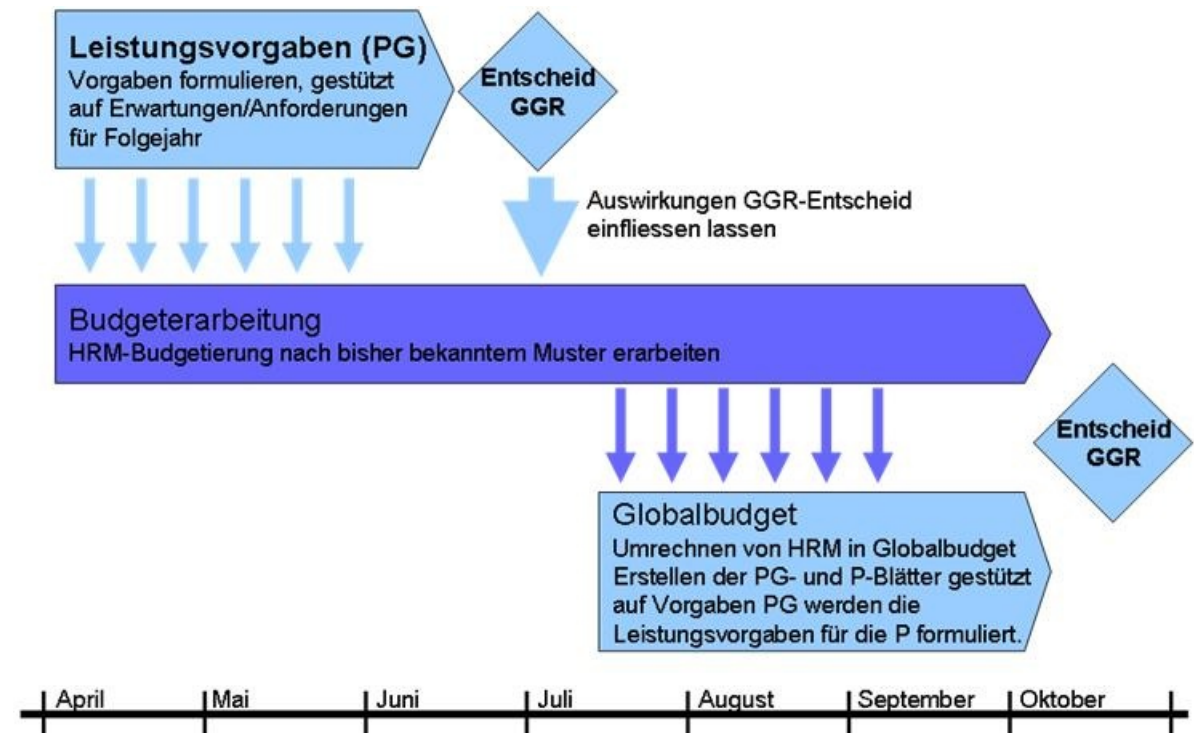 Leistungsvorgaben (PG)
Vorgaben formulieren, gestützt
auf Erwartungen/Anforderungen
für Folgejahr
Entscheid
GGR
Auswirkungen GGR-Entscheid
einfliessen lassen
Budgeterarbeitung
HRM-Budgetierung nach bisher bekanntem Muster erarbeiten
Entscheid
GGR
Globalbudget
Umrechnen von HRM in Globalbudget
Erstellen der PG- und P-Blätter gestützt
auf Vorgaben PG werden die
Leistungsvorgaben für die P formuliert.
April Mai Juni Juli August September Oktober